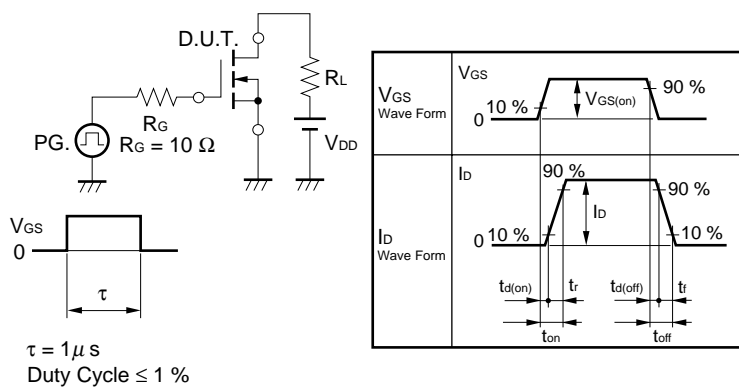 D.U.T.
RL
RG
PG.
RG = 10 Ω
VDD
VGS
0
τ
τ = 1μ s
Duty Cycle ≤ 1 %
VGS
Wave Form
VGS
10 %
0
VGS(on)
90 %
ID
Wave Form
ID
90 %
0
10 %
ID
90 %
10 %
td(on)
tr
td(off)
tf
ton
toff